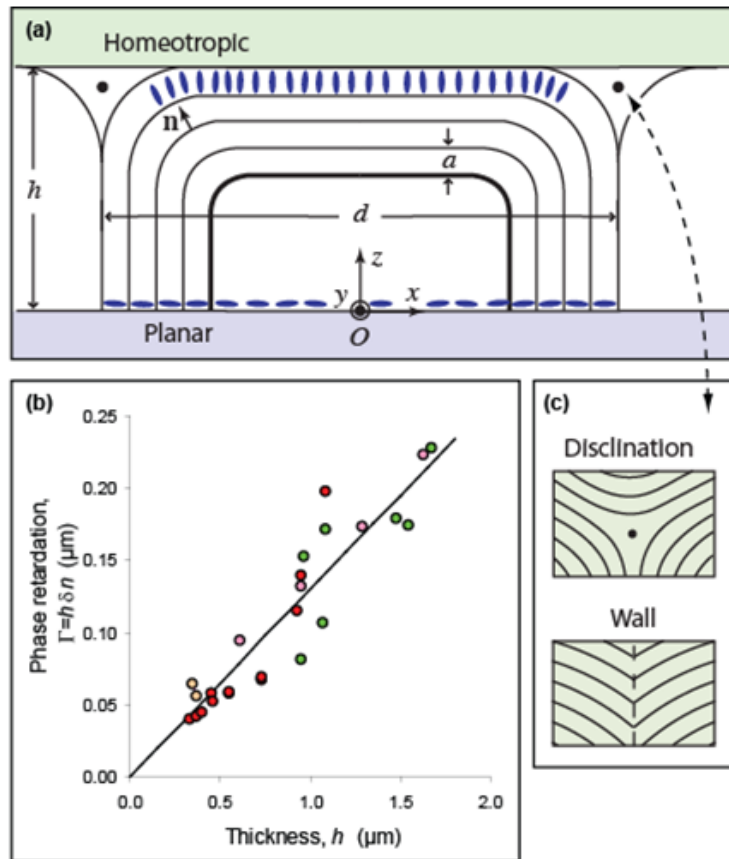 (a)
Homeotropic
n
a
h
d
z
y
x
Planar
O
(b)
0.25
0.20
0.15
0.10
0.05
0.00
0.0
0.5
1.0
1.5
2.0
Phase retardation,
Γ=h δn (μm)
Thickness, h (μm)
(c)
Disclination
Wall